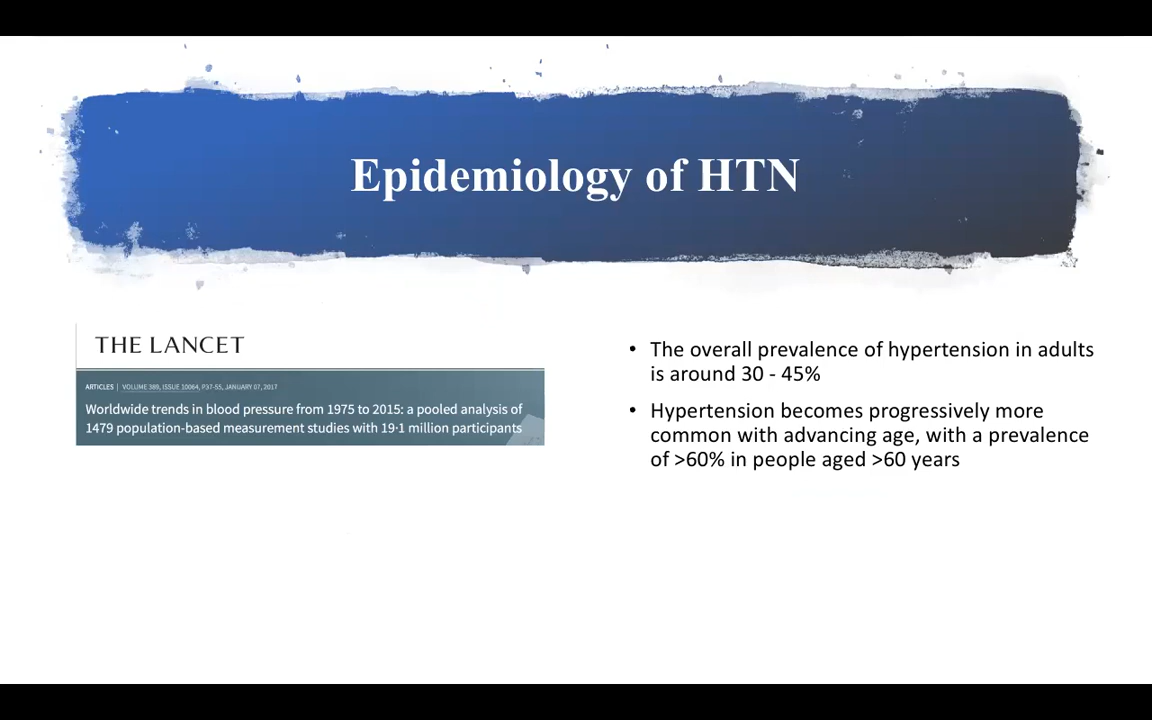 Epidemiology of HTN
THE LANCET
ARTICLES | VOLUME 389, ISSUE 10064, P37-55, JANUARY 07, 2017
Worldwide trends in blood pressure from 1975 to 2015: a pooled analysis of
1479 population-based measurement studies with 19·1 million participants
• The overall prevalence of hypertension in adults
is around 30 - 45%
• Hypertension becomes progressively more
common with advancing age, with a prevalence
of >60% in people aged >60 years